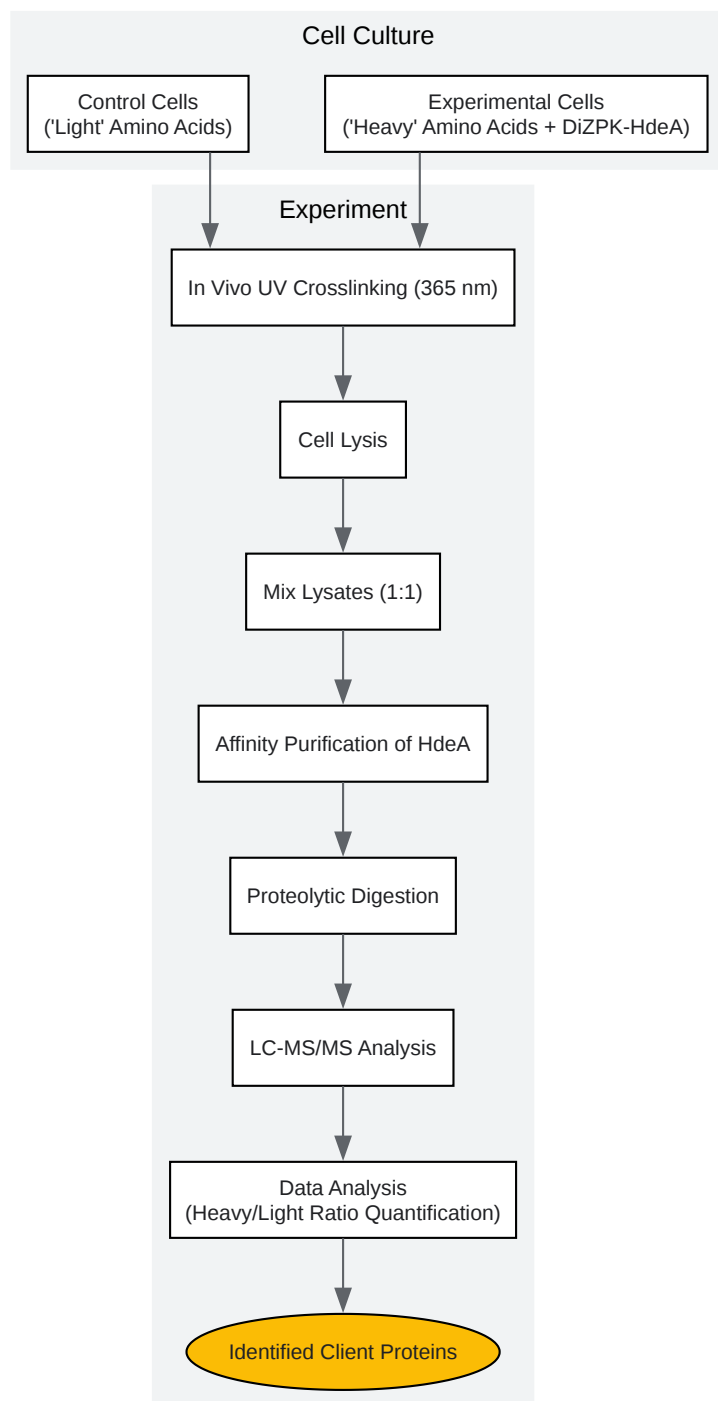 Cell Culture
Control Cells
('Light' Amino Acids)
Experimental Cells
('Heavy' Amino Acids + DiZPK-HdeA)
Experiment
In Vivo UV Crosslinking (365 nm)
Cell Lysis
Mix Lysates (1:1)
Affinity Purification of HdeA
Proteolytic Digestion
LC-MS/MS Analysis
Data Analysis
(Heavy/Light Ratio Quantification)
Identified Client Proteins